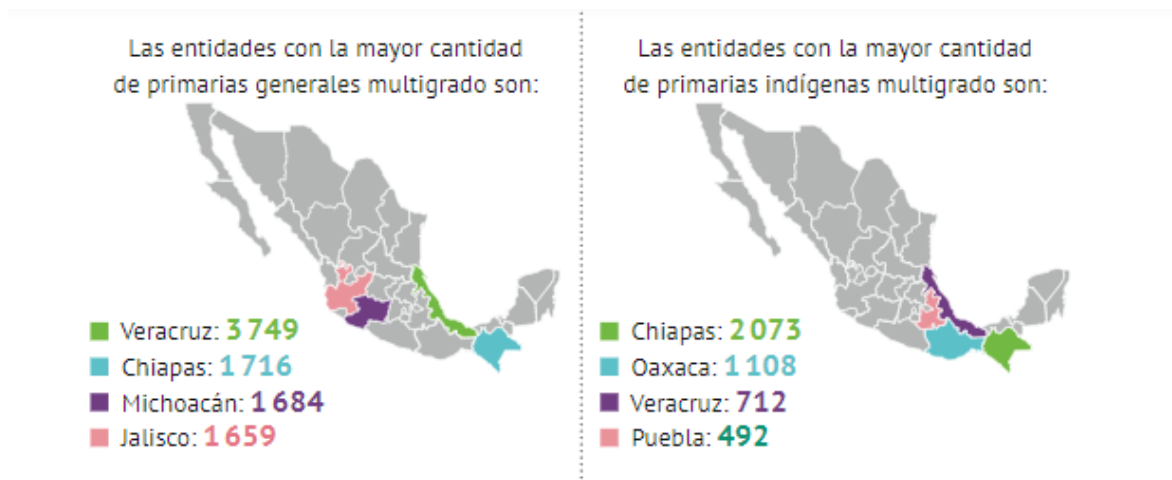 Las entidades con la mayor cantidad
de primarias generales multigrado son:
Veracruz: 3 749
Chiapas: 1 716
Michoacán: 1 684
Jalisco: 1 659
Las entidades con la mayor cantidad
de primarias indígenas multigrado son:
Chiapas: 2 073
Oaxaca: 1 108
Veracruz: 712
Puebla: 492